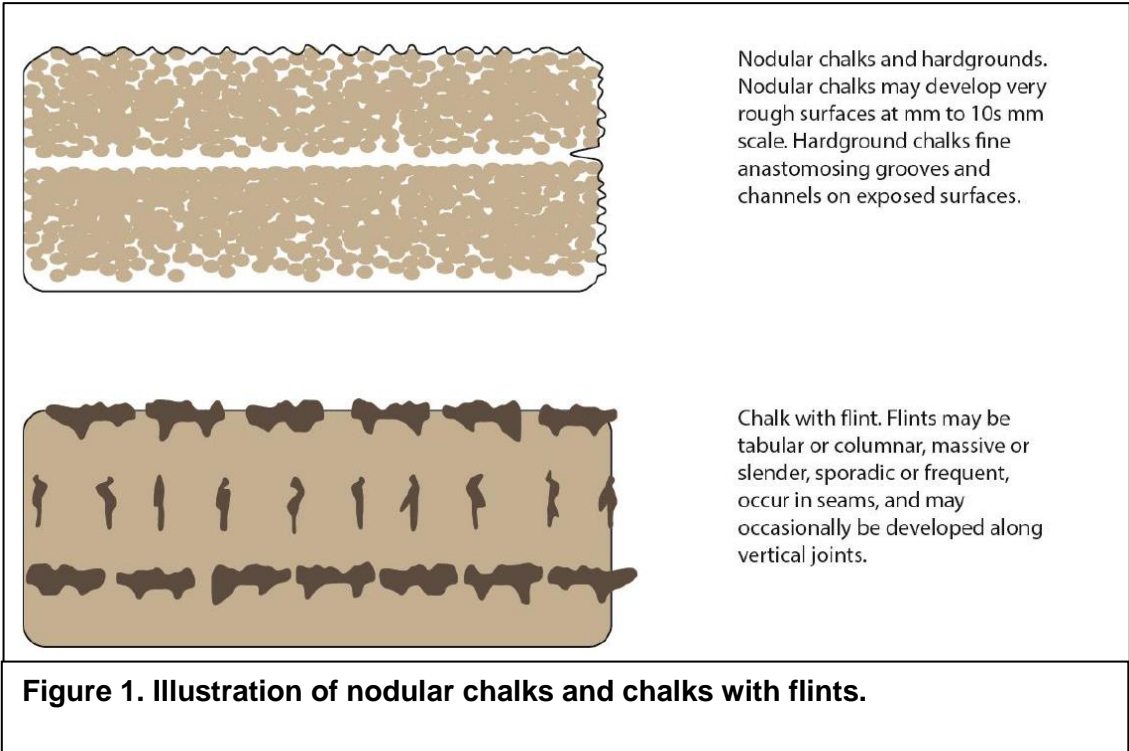 Nodular chalks and hardgrounds.
Nodular chalks may develop very
rough surfaces at mm to 10s mm
scale. Hardground chalks fine
anastomosing grooves and
channels on exposed surfaces.
Chalk with flint. Flints may be
tabular or columnar, massive or
slender, sporadic or frequent,
occur in seams, and may
occasionally be developed along
vertical joints.
Figure 1. Illustration of nodular chalks and chalks with flints.